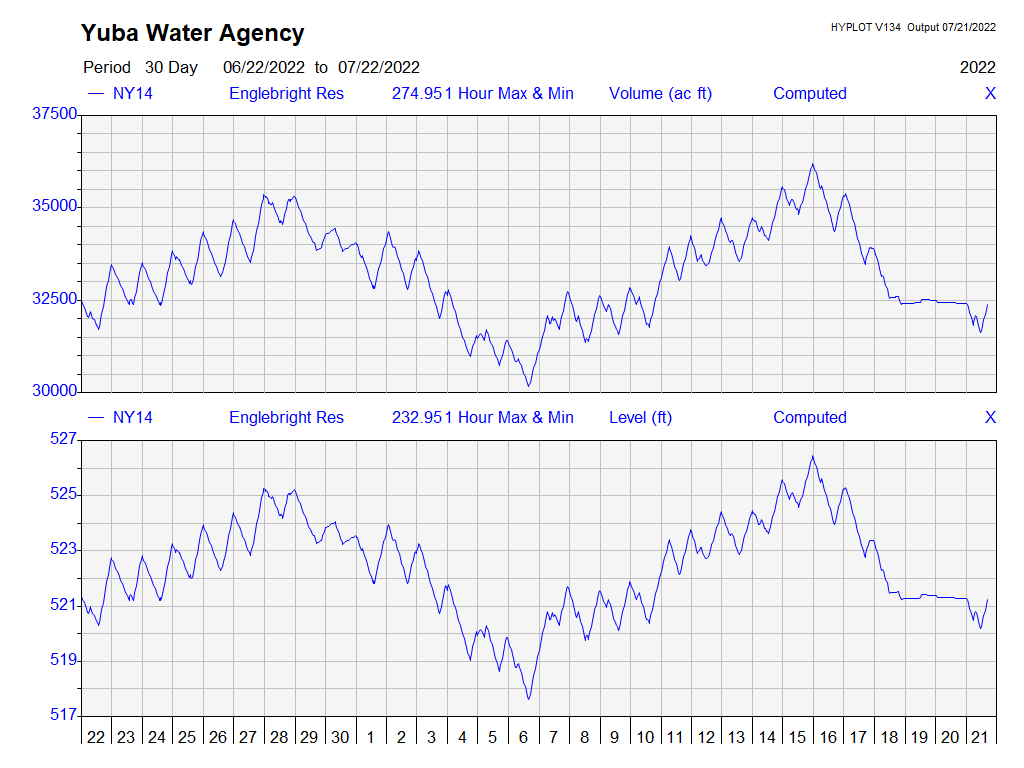 Yuba Water Agency
HYPLOT V134 Output 07/21/2022
Period 30 Day 06/22/2022 to 07/22/2022 2022
— NY14 Englebright Res 274.951 Hour Max & Min Volume (ac ft) Computed X
37500
35000
32500
30000
— NY14 Englebright Res 232.951 Hour Max & Min Level (ft) Computed X
527
525
523
521
519
517
22 23 24 25 26 27 28 29 30 1 2 3 4 5 6 7 8 9 10 11 12 13 14 15 16 17 18 19 20 21